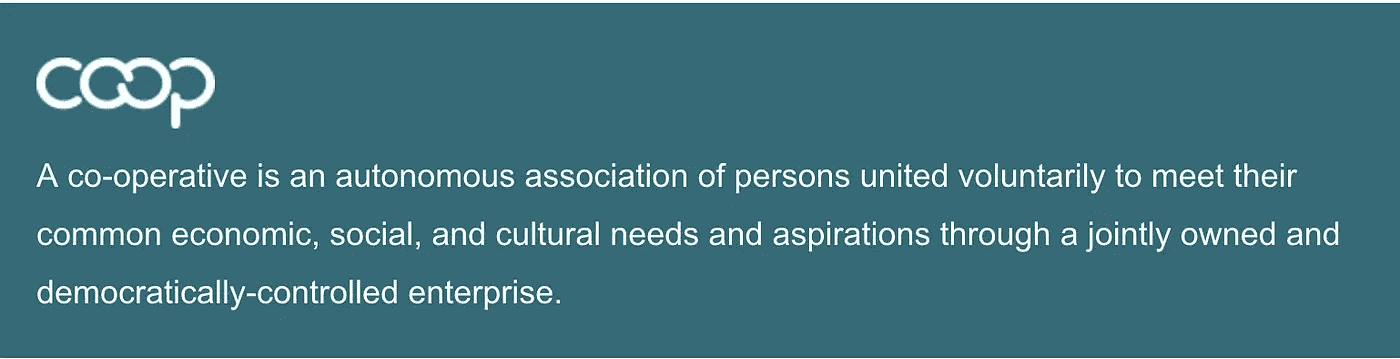 coop
A co-operative is an autonomous association of persons united voluntarily to meet their
common economic, social, and cultural needs and aspirations through a jointly owned and
democratically-controlled enterprise.